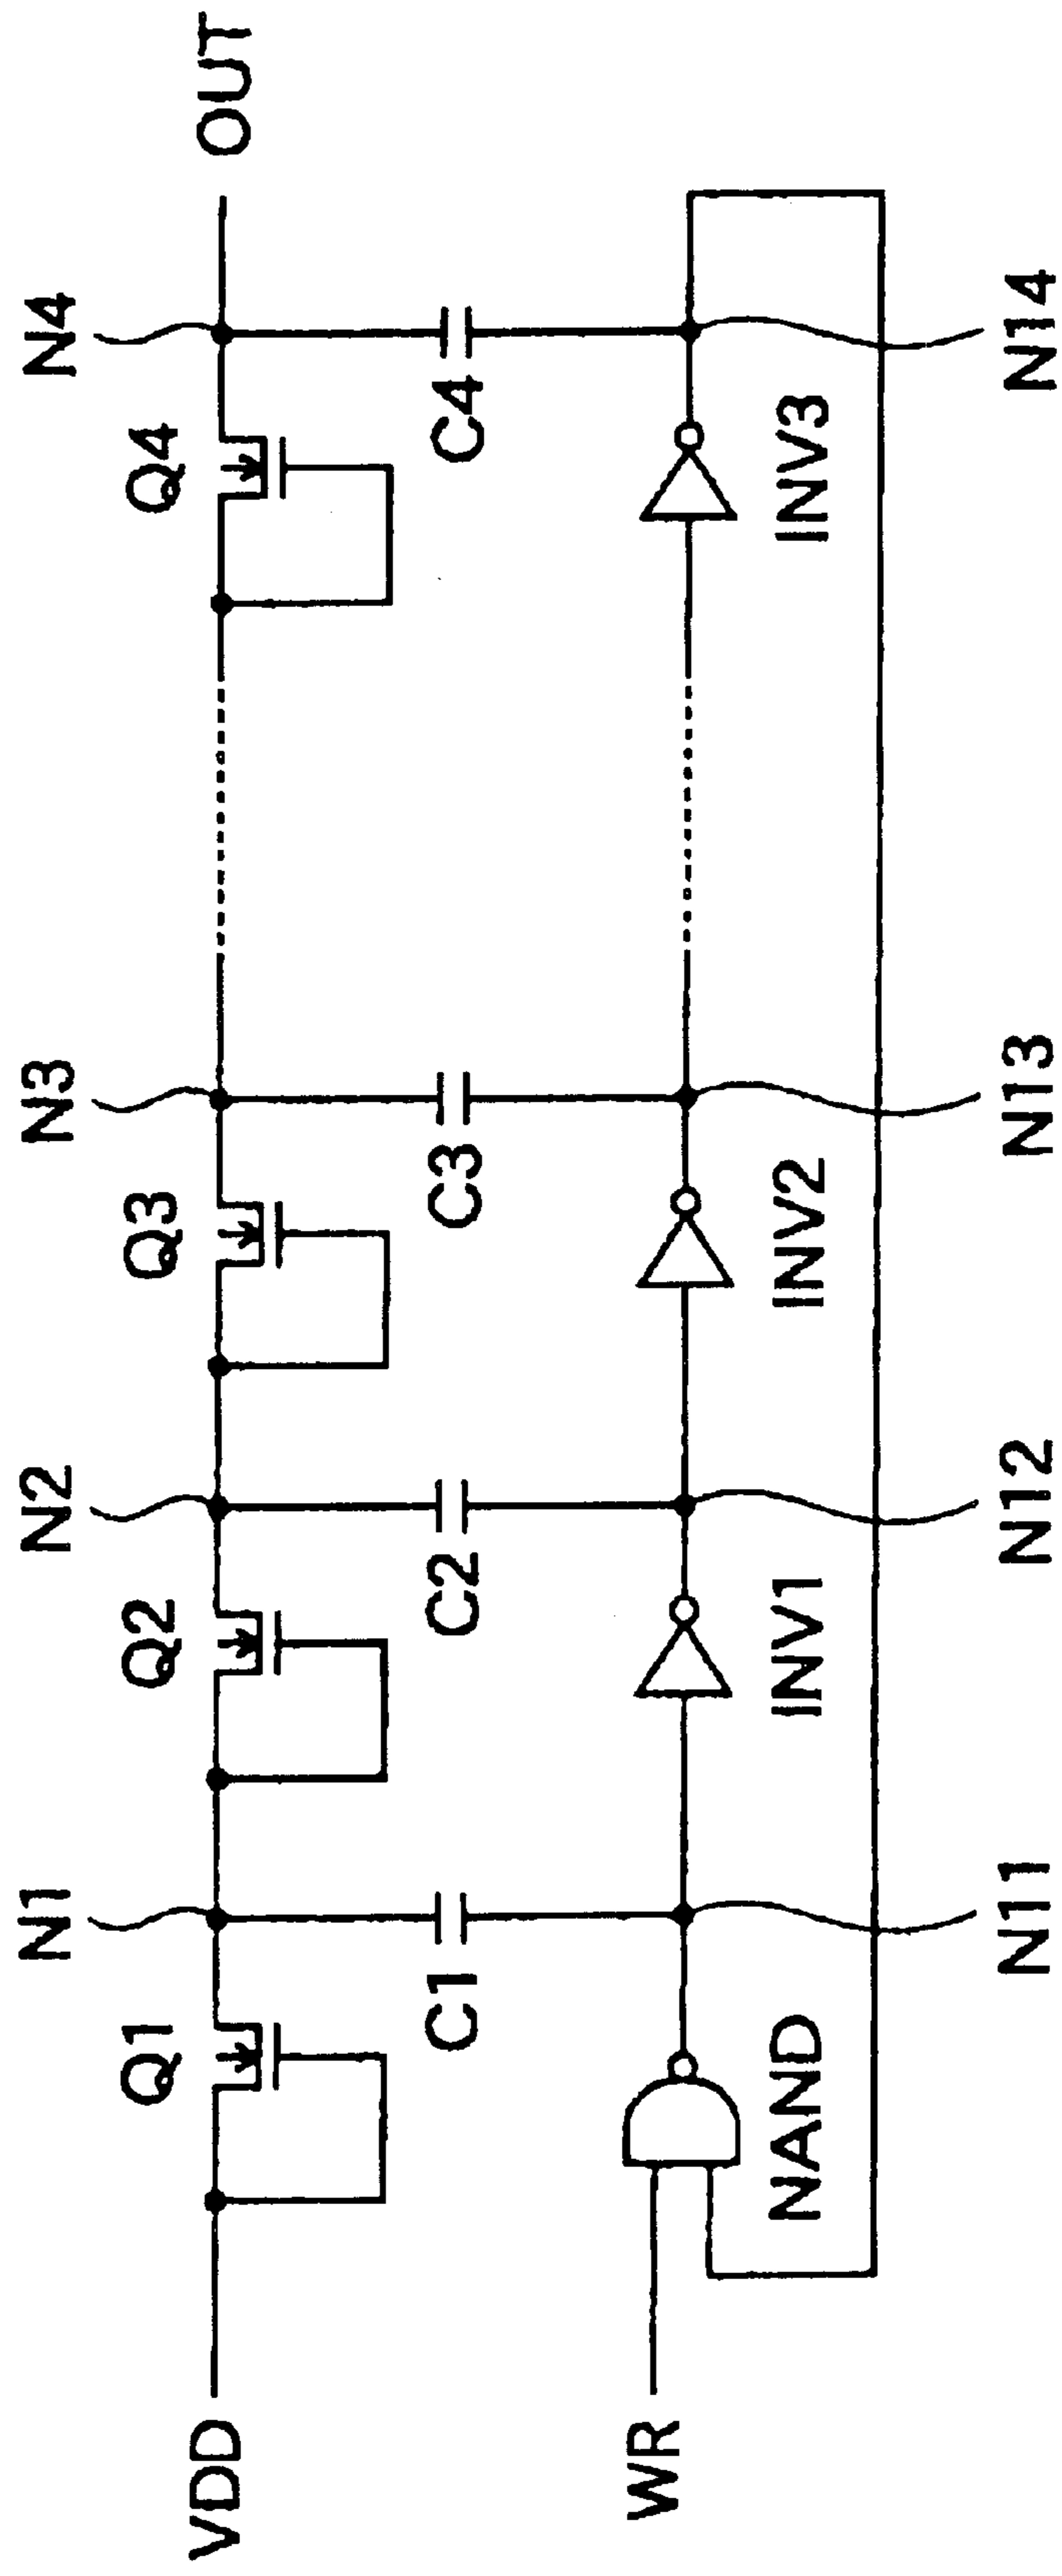 N1 N2 N3 N4
Q1 Q2 Q3 Q4
VDD OUT
C1 C2 C3 C4
WR
NAND INV1 INV2 INV3
N11 N12 N13 N14